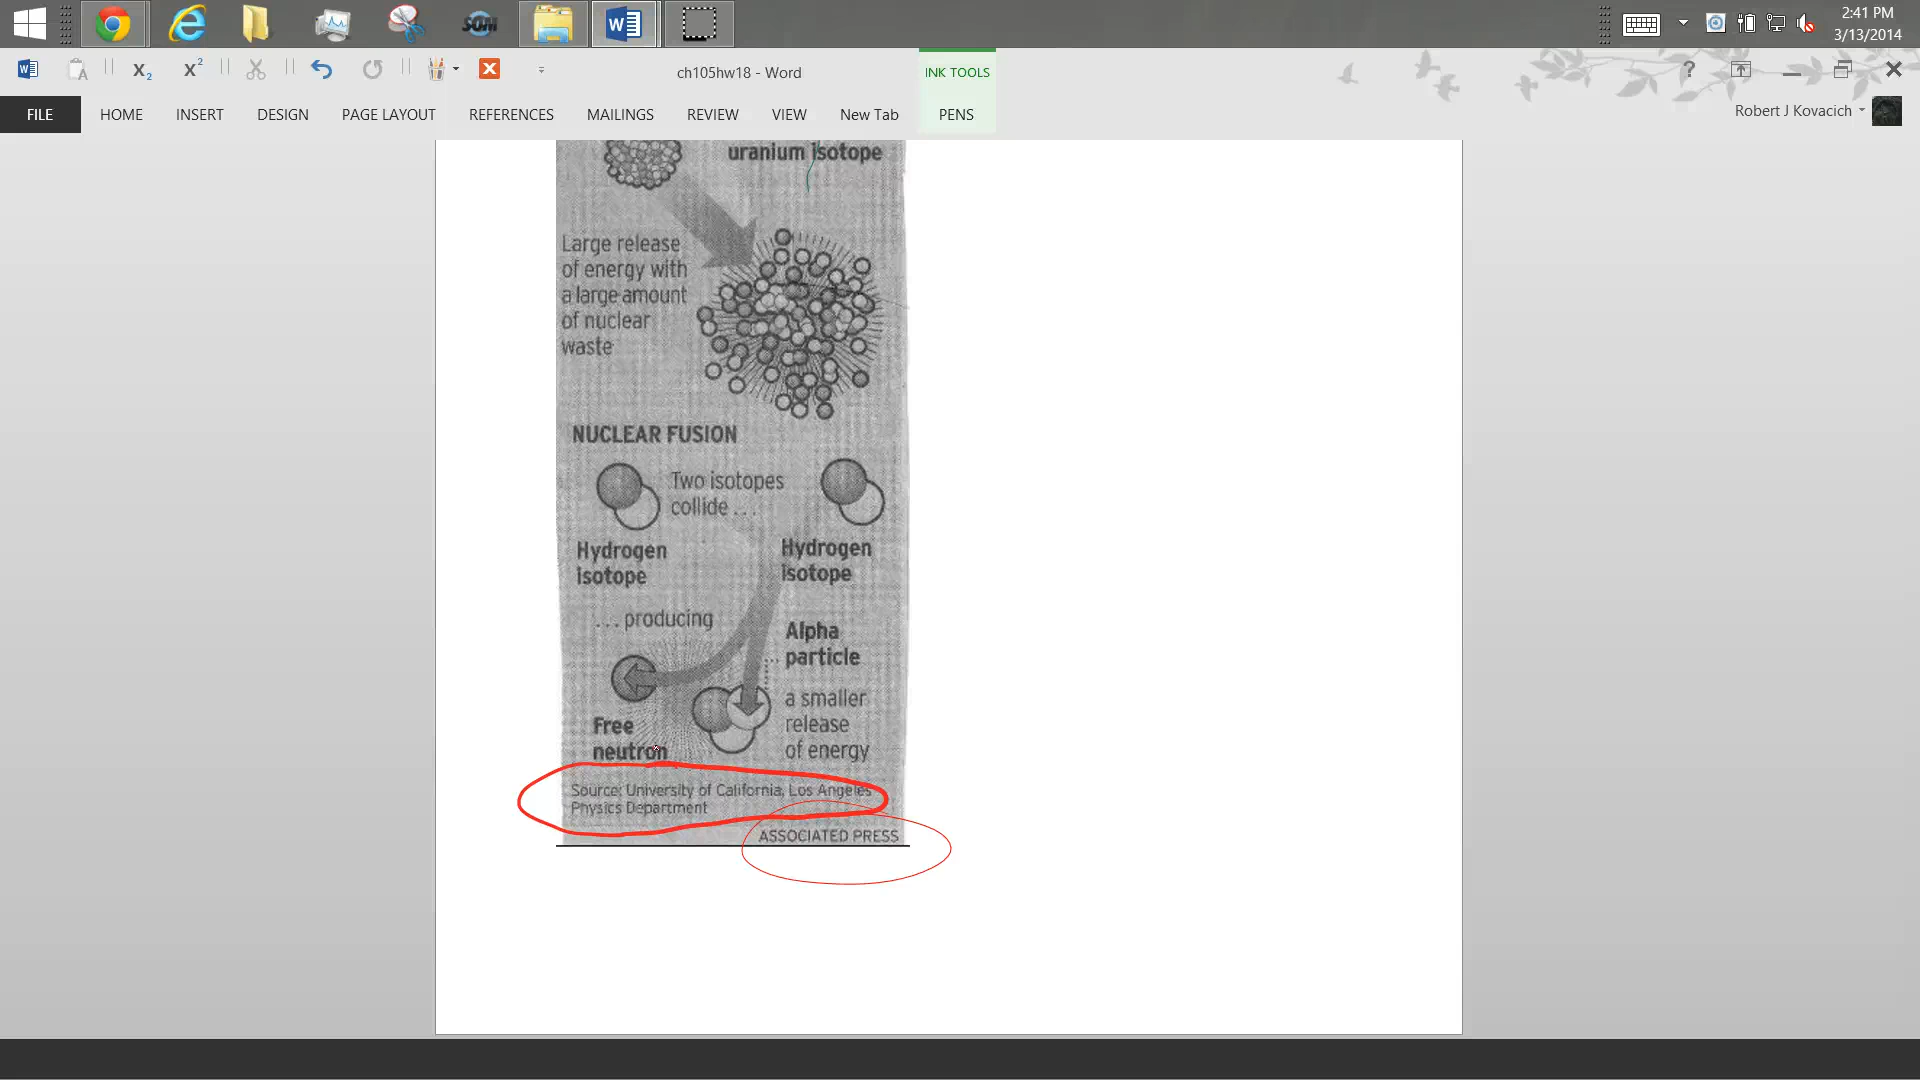 SOM
2:41 PM
3/13/2014
ch105hw18 - Word
INK TOOLS
FILE
HOME
INSERT
DESIGN
PAGE LAYOUT
REFERENCES
MAILINGS
REVIEW
VIEW
New Tab
PENS
Robert J Kovacich
uranium isotope
Large release
of energy with
a large amount
of nuclear
waste
NUCLEAR FUSION
Two isotopes
collide . . .
Hydrogen
isotope
Hydrogen
isotope
. . . producing
Alpha
particle
a smaller
release
of energy
Free
neutron
Source: University of California, Los Angeles
Physics Department
ASSOCIATED PRESS